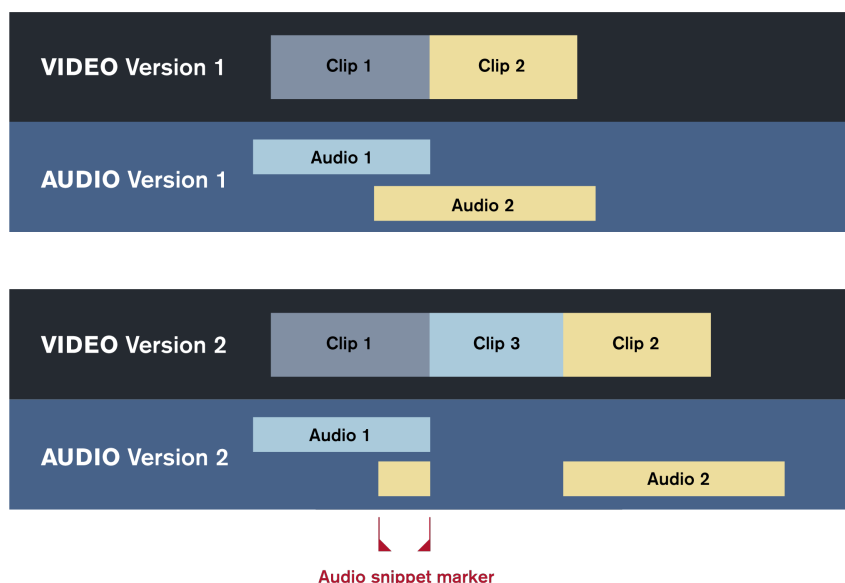 VIDEO Version 1
Clip 1
Clip 2
AUDIO Version 1
Audio 1
Audio 2
VIDEO Version 2
Clip 1
Clip 3
Clip 2
AUDIO Version 2
Audio 1
Audio 2
Audio snippet marker